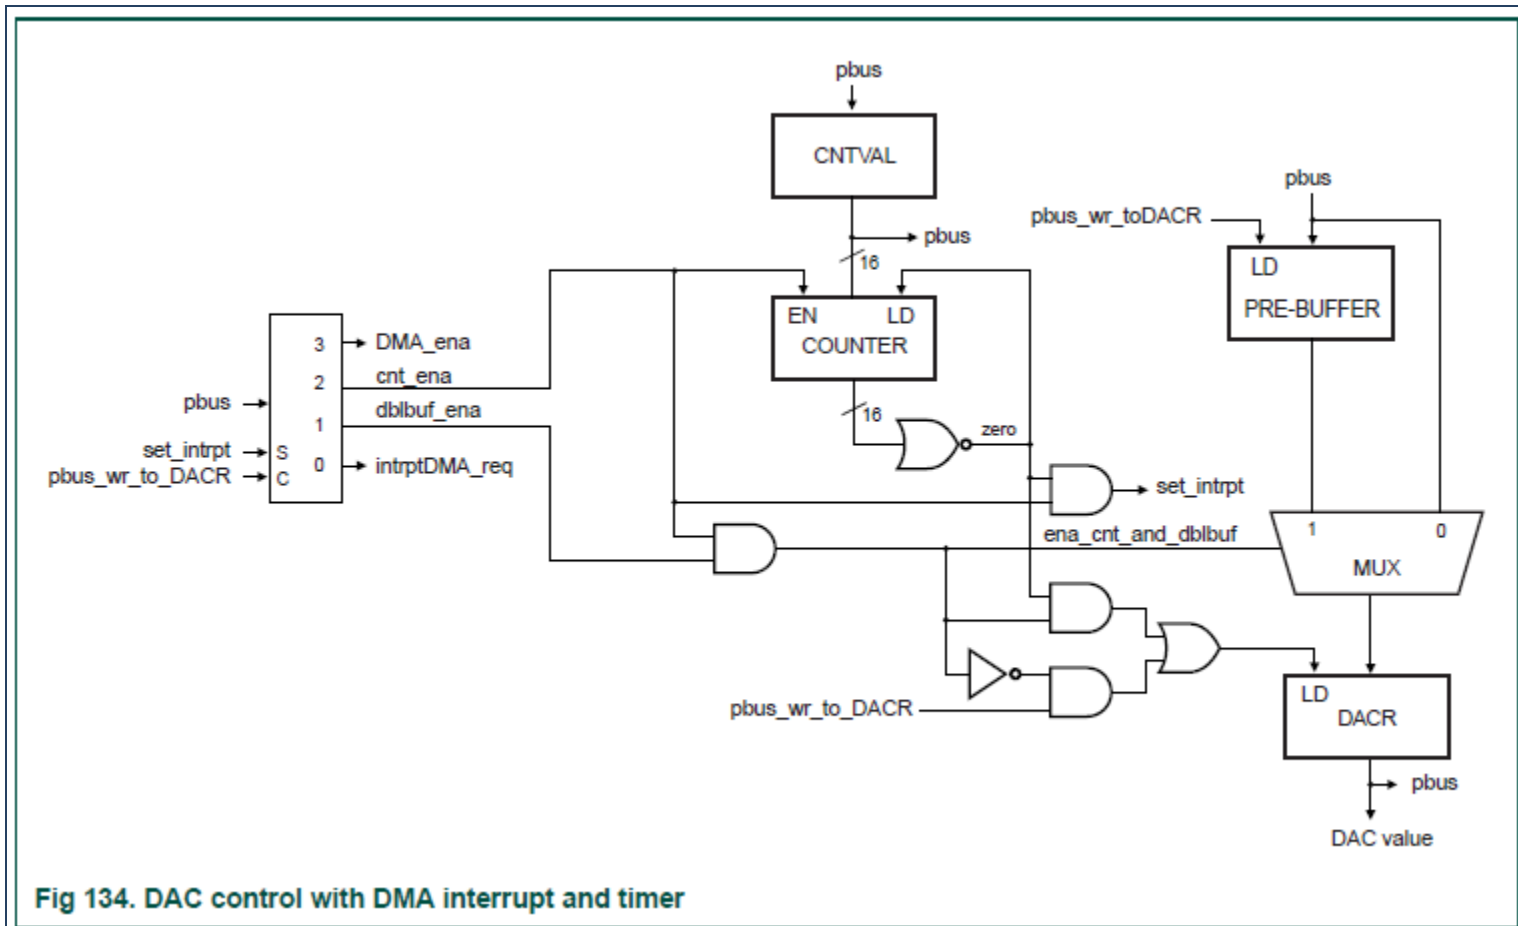 pbus
CNTVAL
pbus
pbus_wr_toDACR
pbus
16
LD
EN LD
PRE-BUFFER
COUNTER
3 DMA_ena
2 cnt_ena
pbus
1 dblbuf_ena
16
zero
set_intrpt S
0 intrptDMA_req
pbus_wr_to_DACR C
set_intrpt
ena_cnt_and_dblbuf
1 0
MUX
pbus_wr_to_DACR
LD
DACR
pbus
DAC value
Fig 134. DAC control with DMA interrupt and timer